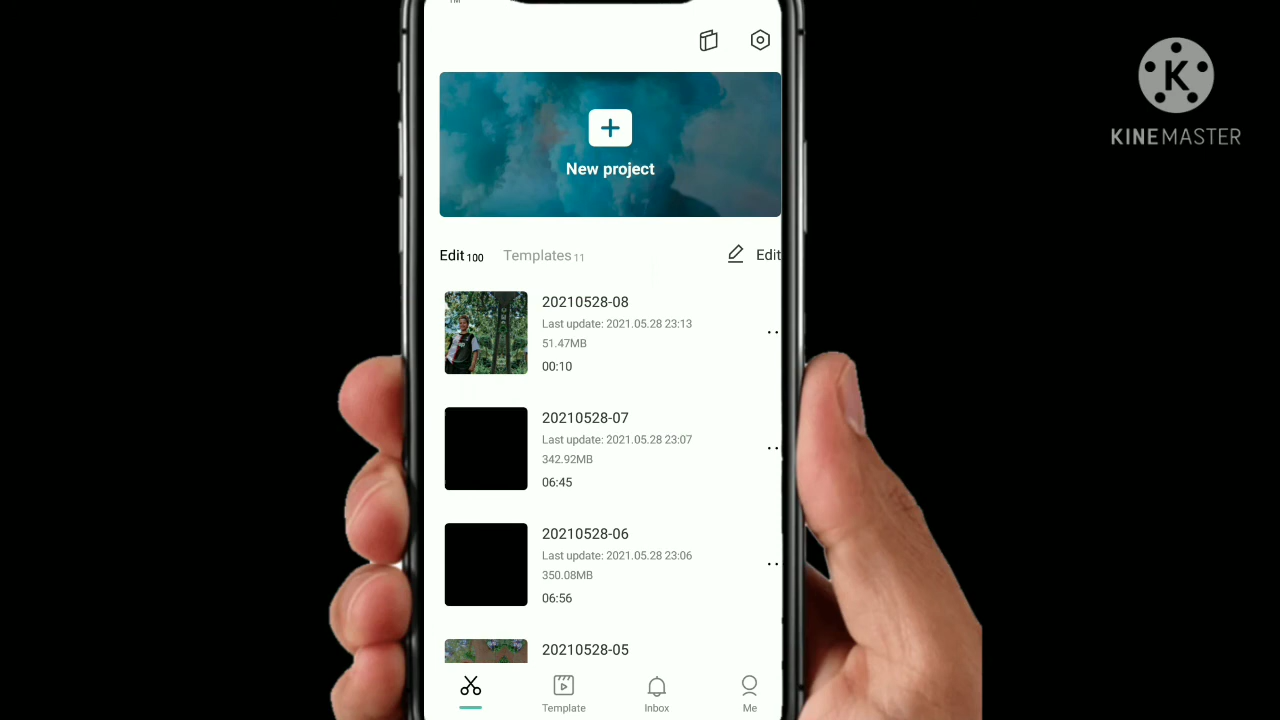 TM
KINEMASTER
New project
Edit 100 Templates 11 Edit
20210528-08
Last update: 2021.05.28 23:13
51.47MB
00:10
20210528-07
Last update: 2021.05.28 23:07
342.92MB
06:45
20210528-06
Last update: 2021.05.28 23:06
350.08MB
06:56
20210528-05
Template Inbox Me